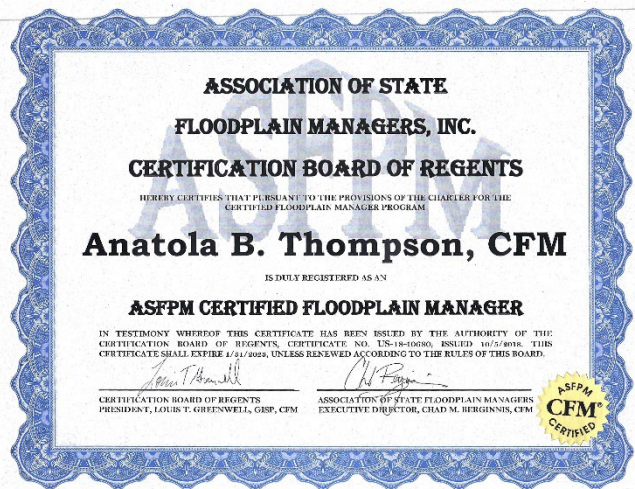 ASFPM
ASSOCIATION OF STATE
FLOODPLAIN MANAGERS, INC.
CERTIFICATION BOARD OF REGENTS
HEREBY CERTIFIES THAT PURSUANT TO THE PROVISIONS OF THE CHARTER FOR THE
CERTIFIED FLOODPLAIN MANAGER PROGRAM
Anatola B. Thompson, CFM
IS DULY REGISTERED AS AN
ASFPM CERTIFIED FLOODPLAIN MANAGER
IN TESTIMONY WHEREOF THIS CERTIFICATE HAS BEEN ISSUED BY THE AUTHORITY OF THE
CERTIFICATION BOARD OF REGENTS, CERTIFICATE NO. US-18-10680, ISSUED 10/5/2018. THIS
CERTIFICATE SHALL EXPIRE 1/31/2023, UNLESS RENEWED ACCORDING TO THE RULES OF THIS BOARD.
CERTIFICATION BOARD OF REGENTS
PRESIDENT, LOUIS T. GREENWELL, GISP, CFM
ASSOCIATION OF STATE FLOODPLAIN MANAGERS
EXECUTIVE DIRECTOR, CHAD M. BERGINNIS, CFM
ASFPM
CFM®
CERTIFIED